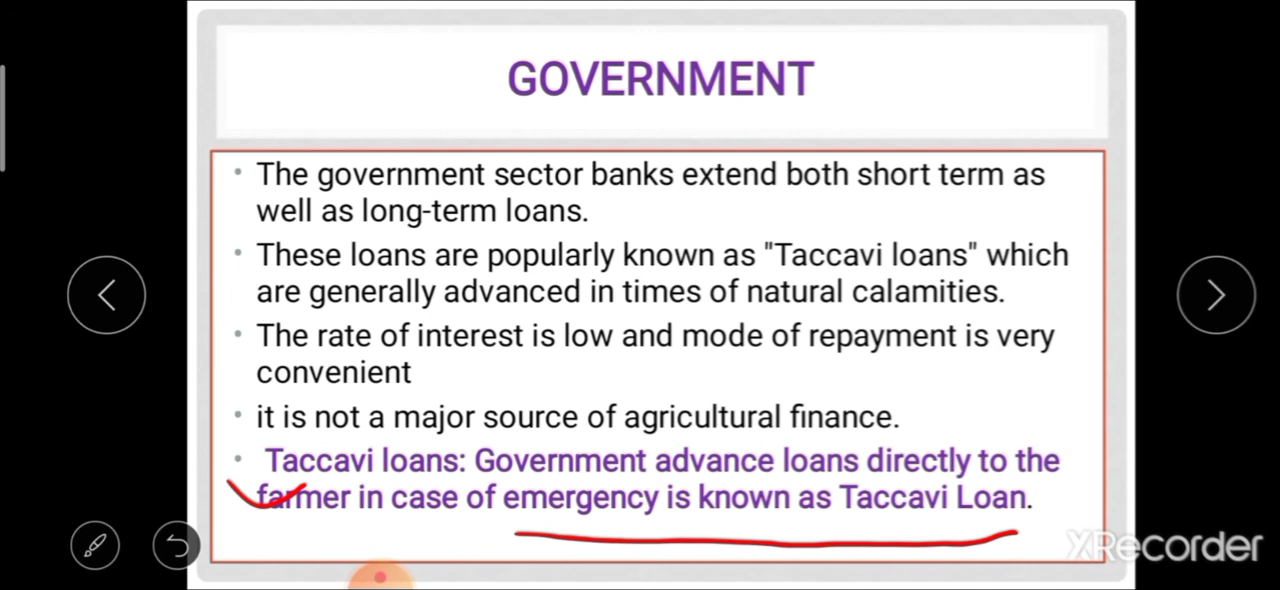 GOVERNMENT
• The government sector banks extend both short term as
well as long-term loans.
• These loans are popularly known as "Taccavi loans" which
are generally advanced in times of natural calamities.
• The rate of interest is low and mode of repayment is very
convenient
• it is not a major source of agricultural finance.
• Taccavi loans: Government advance loans directly to the
farmer in case of emergency is known as Taccavi Loan.
XRecorder